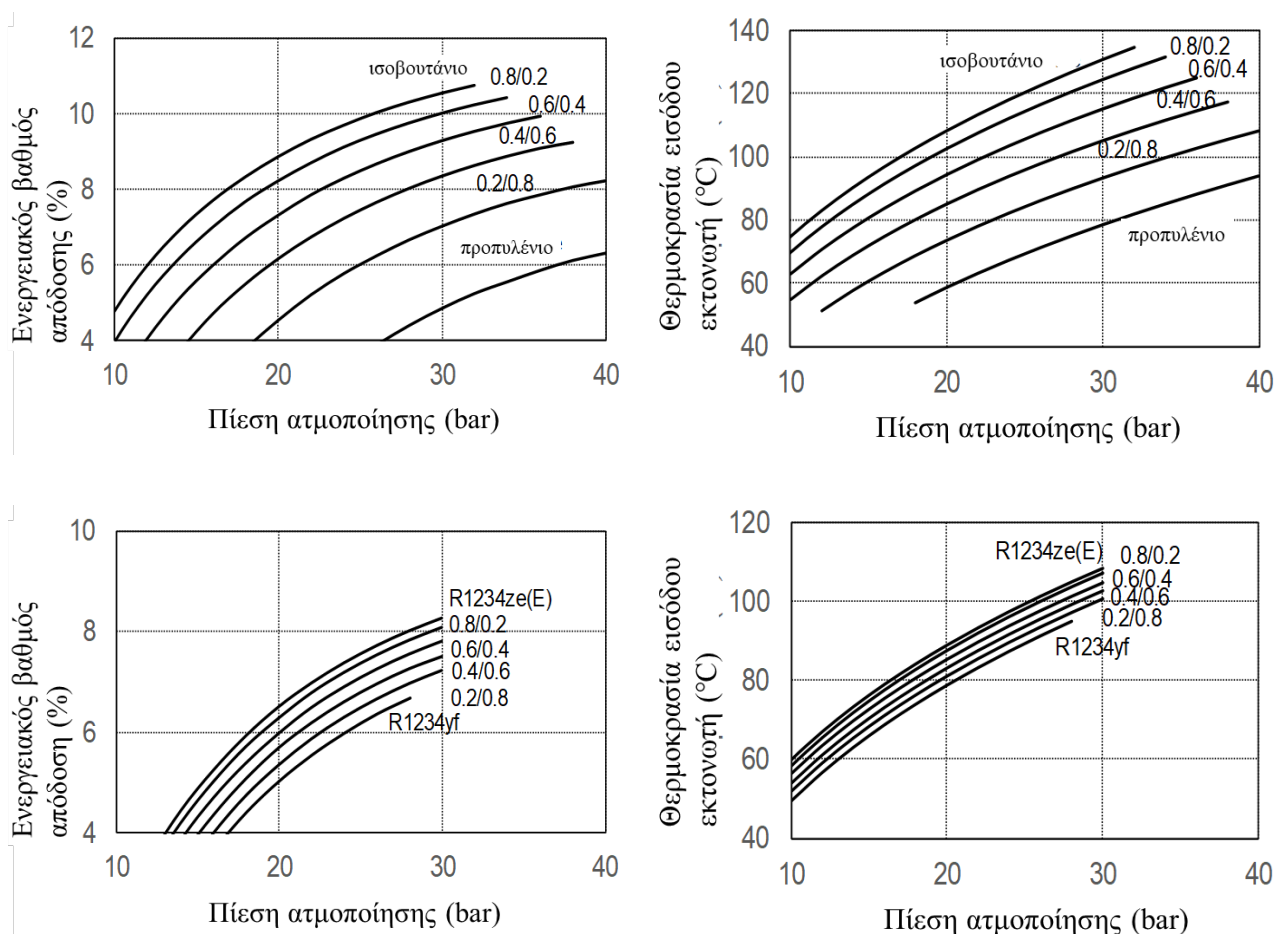 Ενεργειακός βαθμός
απόδοσης (%)
12
10
8
6
4
ισοβουτάνιο
0.8/0.2
0.6/0.4
0.4/0.6
0.2/0.8
προπυλένιο
10
20
30
40
Πίεση ατμοποίησης (bar)
Θερμοκρασία εισόδου
εκτονωτή (°C)
140
120
100
80
60
40
ισοβουτάνιο
0.8/0.2
0.6/0.4
0.4/0.6
0.2/0.8
προπυλένιο
10
20
30
40
Πίεση ατμοποίησης (bar)
Ενεργειακός βαθμός
απόδοση (%)
10
8
6
4
R1234ze(E)
0.8/0.2
0.6/0.4
0.4/0.6
0.2/0.8
R1234yf
10
20
30
40
Πίεση ατμοποίησης (bar)
Θερμοκρασία εισόδου
εκτονωτή (°C)
120
100
80
60
40
R1234ze(E)
0.8/0.2
0.6/0.4
0.4/0.6
0.2/0.8
R1234yf
10
20
30
40
Πίεση ατμοποίησης (bar)